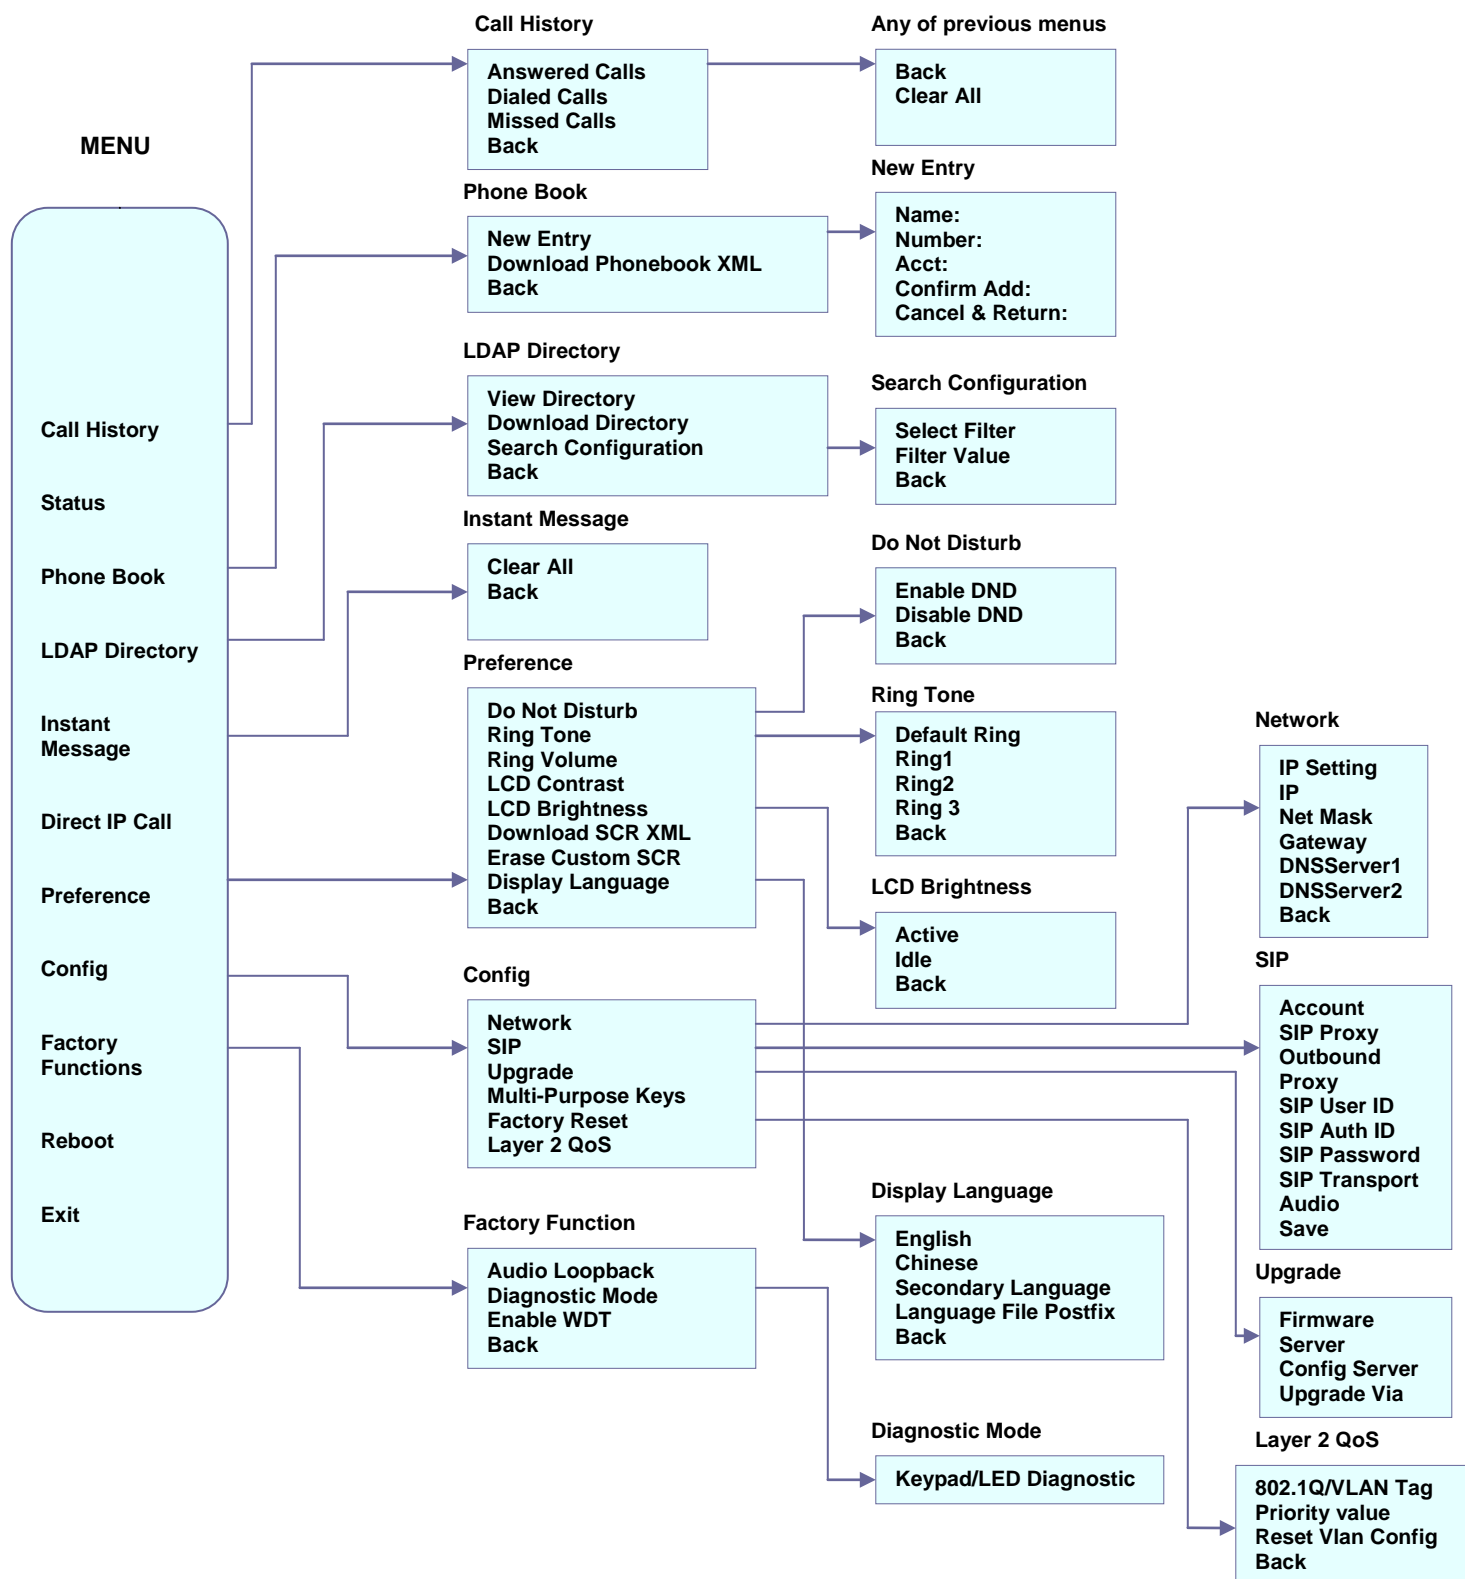 MENU
Call History
Status
Phone Book
LDAP Directory
Instant
Message
Direct IP Call
Preference
Config
Factory
Functions
Reboot
Exit
Call History
Answered Calls
Dialed Calls
Missed Calls
Back
Phone Book
New Entry
Download Phonebook XML
Back
LDAP Directory
View Directory
Download Directory
Search Configuration
Back
Instant Message
Clear All
Back
Preference
Do Not Disturb
Ring Tone
Ring Volume
LCD Contrast
LCD Brightness
Download SCR XML
Erase Custom SCR
Display Language
Back
Config
Network
SIP
Upgrade
Multi-Purpose Keys
Factory Reset
Layer 2 QoS
Factory Function
Audio Loopback
Diagnostic Mode
Enable WDT
Back
Any of previous menus
Back
Clear All
New Entry
Name:
Number:
Acct:
Confirm Add:
Cancel & Return:
Search Configuration
Select Filter
Filter Value
Back
Do Not Disturb
Enable DND
Disable DND
Back
Ring Tone
Default Ring
Ring1
Ring2
Ring 3
Back
LCD Brightness
Active
Idle
Back
Display Language
English
Chinese
Secondary Language
Language File Postfix
Back
Diagnostic Mode
Keypad/LED Diagnostic
Network
IP Setting
IP
Net Mask
Gateway
DNSServer1
DNSServer2
Back
SIP
Account
SIP Proxy
Outbound
Proxy
SIP User ID
SIP Auth ID
SIP Password
SIP Transport
Audio
Save
Upgrade
Firmware
Server
Config Server
Upgrade Via
Layer 2 QoS
802.1Q/VLAN Tag
Priority value
Reset Vlan Config
Back